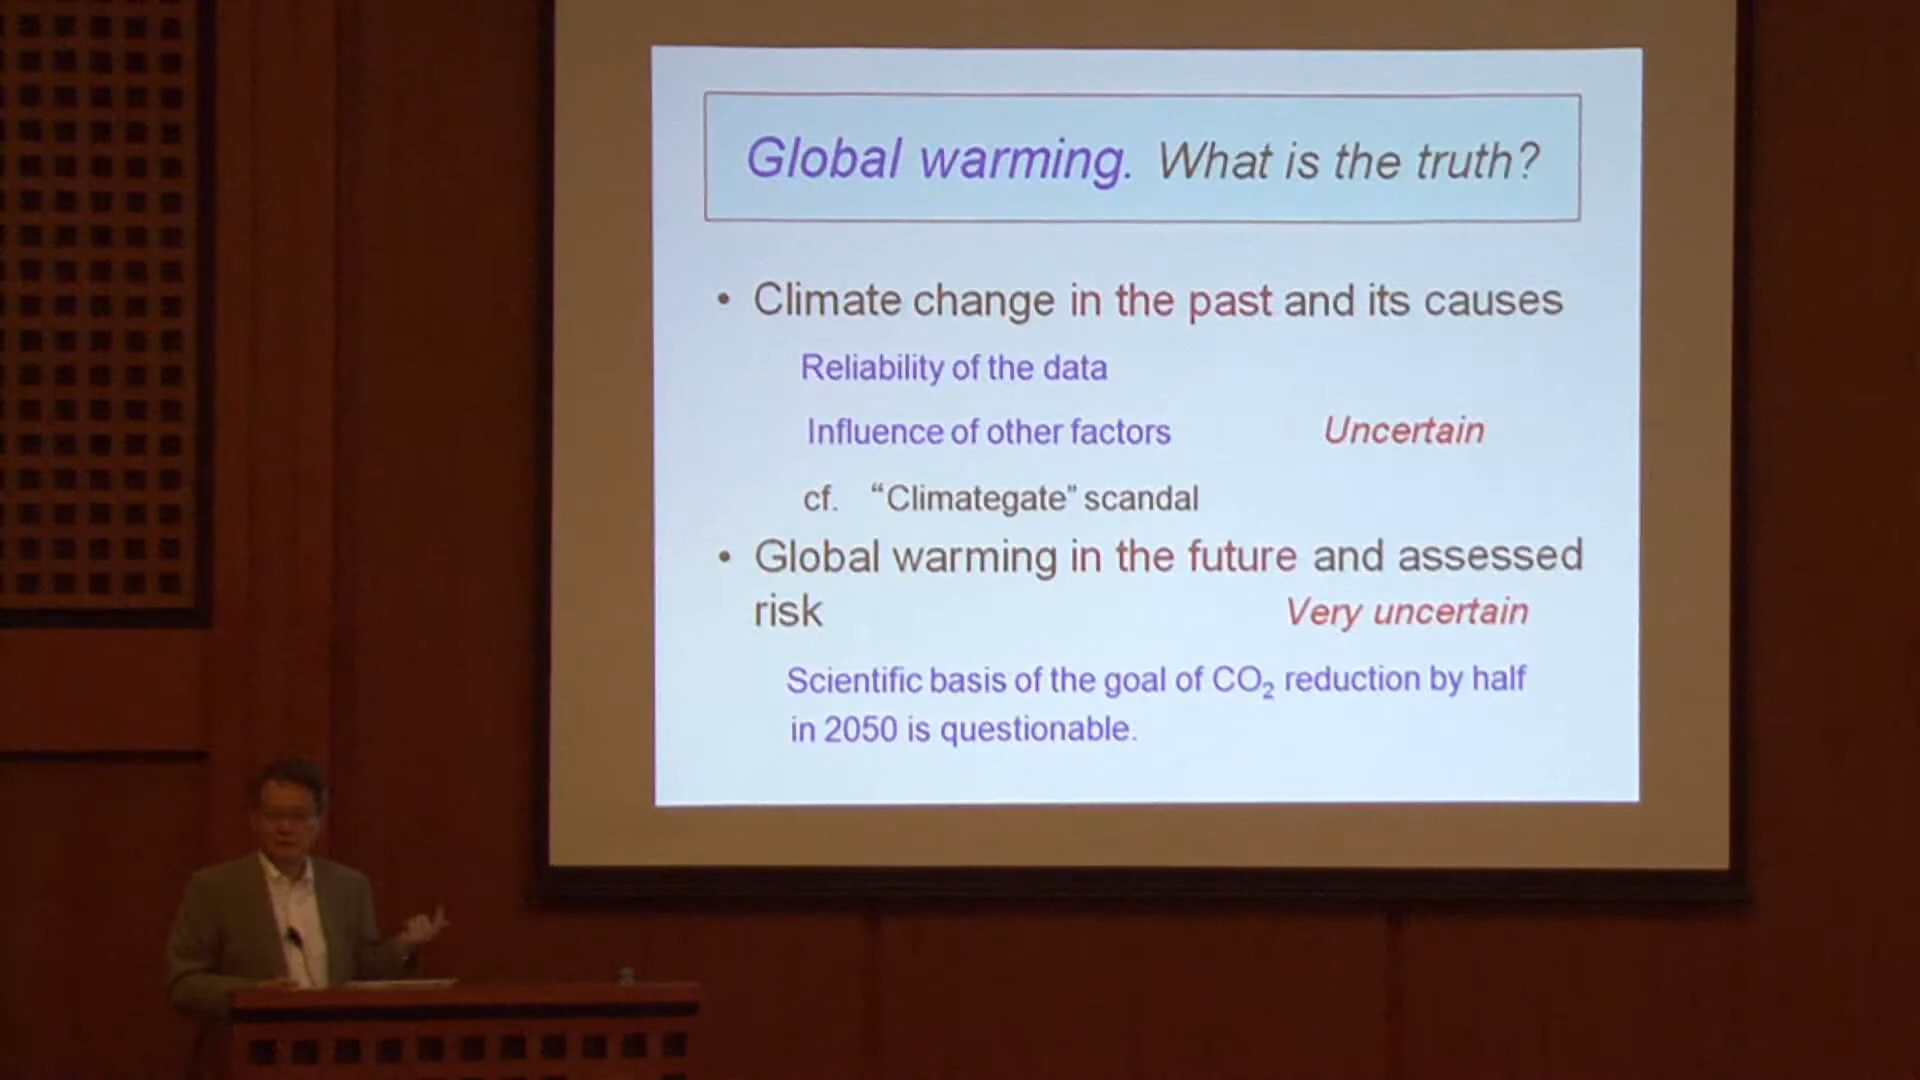 Global warming. What is the truth?
• Climate change in the past and its causes
Reliability of the data
Influence of other factors Uncertain
cf. “Climategate” scandal
• Global warming in the future and assessed
risk Very uncertain
Scientific basis of the goal of CO₂ reduction by half
in 2050 is questionable.